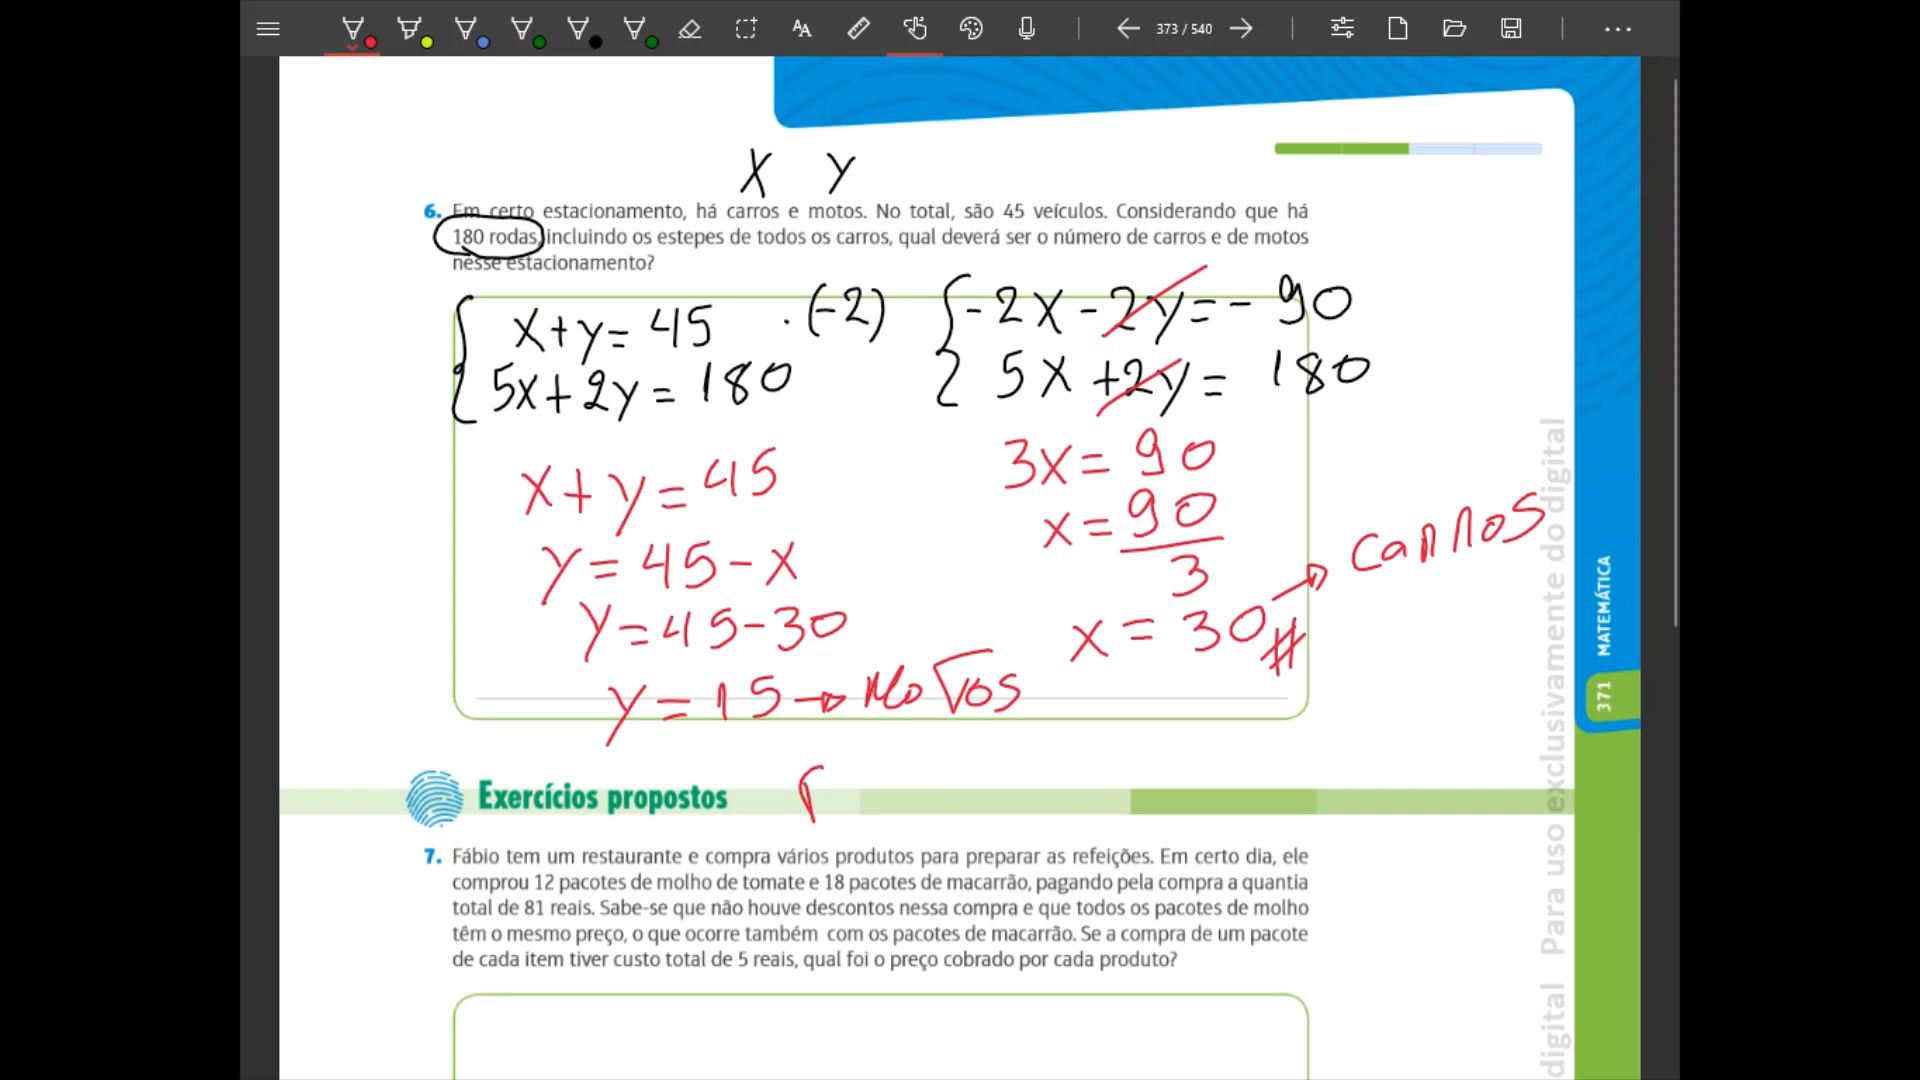 373 / 540
X Y
6. Em certo estacionamento, há carros e motos. No total, são 45 veículos. Considerando que há
180 rodas, incluindo os estepes de todos os carros, qual deverá ser o número de carros e de motos
nesse estacionamento?
x+y=45 .(-2)
5x+2y=180
-2x-2y=-90
5x+2y=180
x+y=45
y=45-x
y=45-30
y=15→MOTOS
3x=90
x=90/3
x=30 # → CARROS
Exercícios propostos
7. Fábio tem um restaurante e compra vários produtos para preparar as refeições. Em certo dia, ele
comprou 12 pacotes de molho de tomate e 18 pacotes de macarrão, pagando pela compra a quantia
total de 81 reais. Sabe-se que não houve descontos nessa compra e que todos os pacotes de molho
têm o mesmo preço, o que ocorre também com os pacotes de macarrão. Se a compra de um pacote
de cada item tiver custo total de 5 reais, qual foi o preço cobrado por cada produto?
digital Para uso exclusivamente do digital
MATEMÁTICA
371